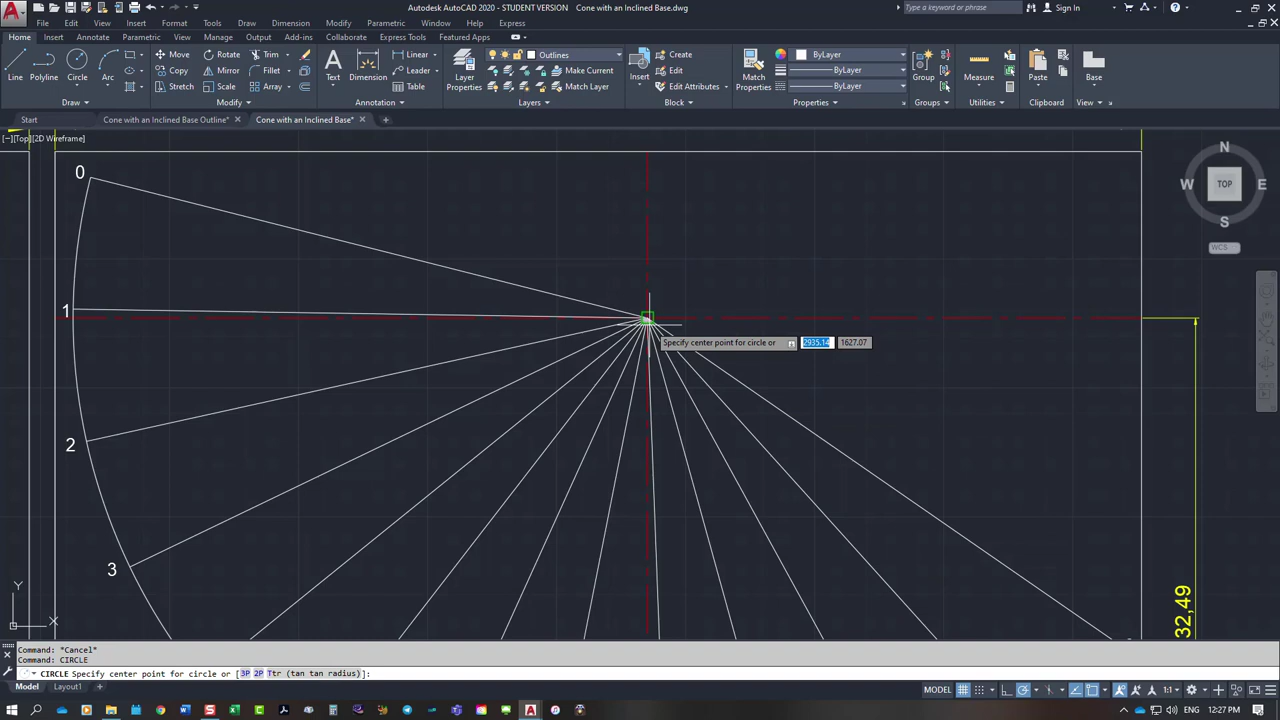 Autodesk AutoCAD 2020 - STUDENT VERSION Cone with an Inclined Base.dwg
Type a keyword or phrase
Sign In
File Edit View Insert Format Tools Draw Dimension Modify Parametric Window Help Express
Home Insert Annotate Parametric View Manage Output Add-ins Collaborate Express Tools Featured Apps
Line Polyline Circle Arc
Move Rotate Trim
Copy Mirror Fillet
Stretch Scale Array
Text Dimension
Linear
Leader
Table
Layer Properties
Outlines
Make Current
Match Layer
Insert
Create
Edit
Edit Attributes
Match Properties
ByLayer
ByLayer
ByLayer
Group
Measure
Paste
Base
Draw Modify Annotation Layers Block Properties Groups Utilities Clipboard View
Start Cone with an Inclined Base Outline* Cone with an Inclined Base*
[−][Top][2D Wireframe]
N
W TOP E
S
WCS
0
1
2
3
Specify center point for circle or 2935.14 1627.07
32,49
Y
X
Command: *Cancel*
Command: CIRCLE
CIRCLE Specify center point for circle or [3P 2P Ttr (tan tan radius)]:
Model Layout1
MODEL 1:1
12:27 PM